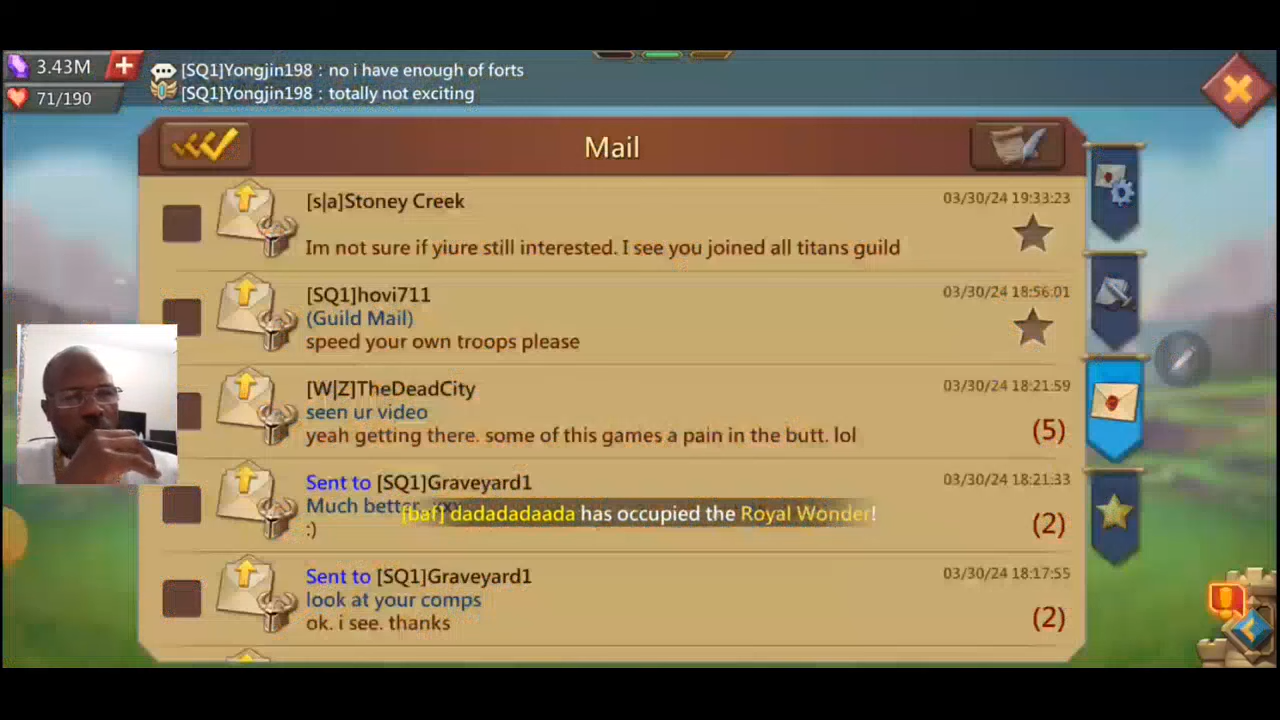 3.43M
71/190
[SQ1]Yongjin198 : no i have enough of forts
[SQ1]Yongjin198 : totally not exciting
Mail
[s|a]Stoney Creek
03/30/24 19:33:23
Im not sure if yiure still interested. I see you joined all titans guild
[SQ1]hovi711
03/30/24 18:56:01
(Guild Mail)
speed your own troops please
[W|Z]TheDeadCity
03/30/24 18:21:59
seen ur video
yeah getting there. some of this games a pain in the butt. lol
(5)
Sent to [SQ1]Graveyard1
03/30/24 18:21:33
Much better
[baf] dadadadaada has occupied the Royal Wonder!
:)
(2)
Sent to [SQ1]Graveyard1
03/30/24 18:17:55
look at your comps
ok. i see. thanks
(2)